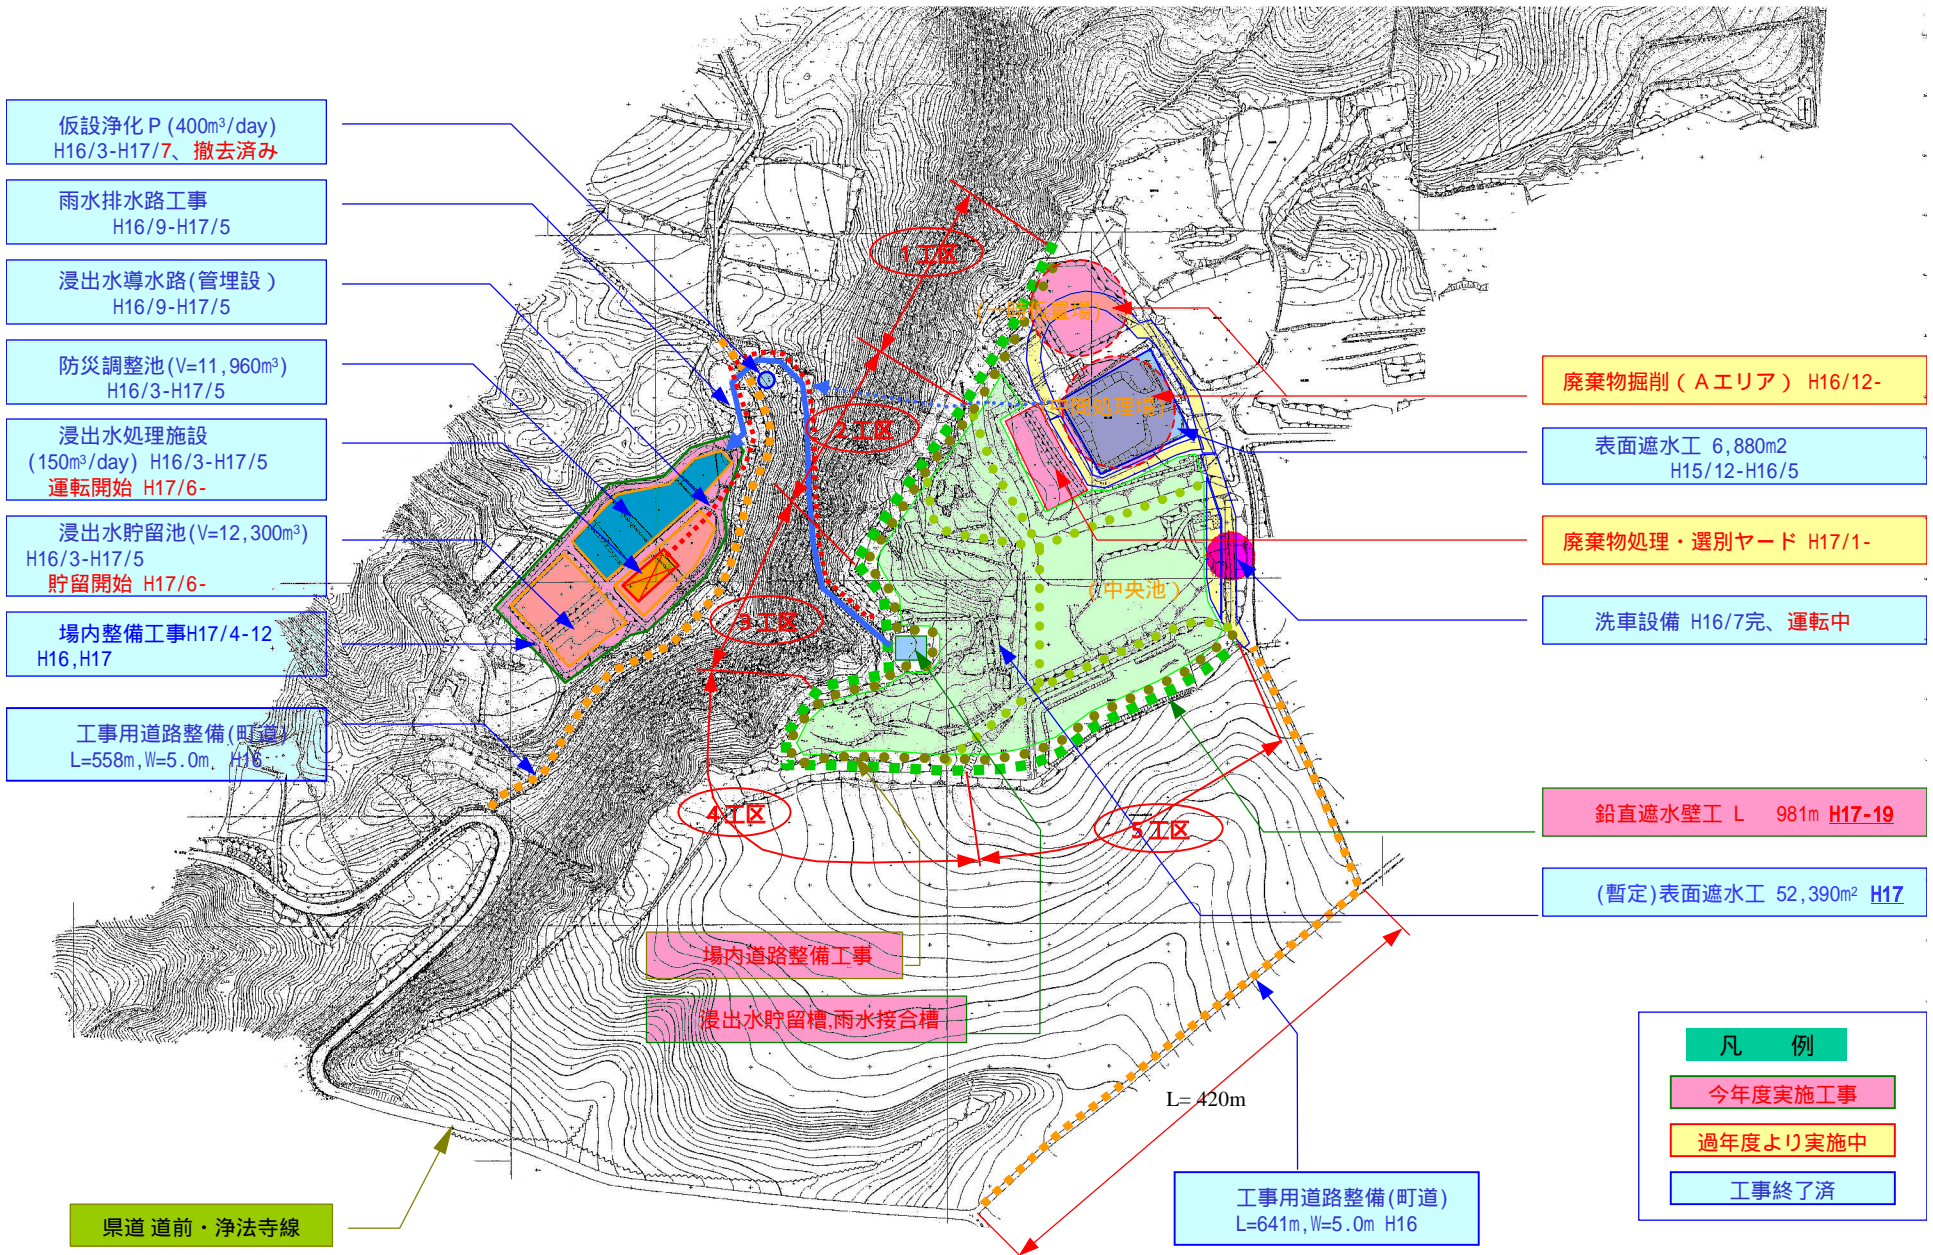 仮設浄化P(400m³/day)
H16/3-H17/7、撤去済み
雨水排水路工事
H16/9-H17/5
浸出水導水路(管埋設)
H16/9-H17/5
防災調整池(V=11,960m³)
H16/3-H17/5
浸出水処理施設
(150m³/day) H16/3-H17/5
運転開始 H17/6-
浸出水貯留池(V=12,300m³)
H16/3-H17/5
貯留開始 H17/6-
場内整備工事H17/4-12
H16,H17
工事用道路整備(町道)
L=558m,W=5.0m H16
県道 道前・浄法寺線
1工区
2工区
3工区
4工区
5工区
(一時仮置場)
(中間処理場)
(中央池)
場内道路整備工事
浸出水貯留槽,雨水接合槽
廃棄物掘削(Aエリア) H16/12-
表面遮水工 6,880m2
H15/12-H16/5
廃棄物処理・選別ヤード H17/1-
洗車設備 H16/7完、運転中
鉛直遮水壁工 L 981m H17-19
(暫定)表面遮水工 52,390m² H17
L= 420m
工事用道路整備(町道)
L=641m,W=5.0m H16
凡 例
今年度実施工事
過年度より実施中
工事終了済